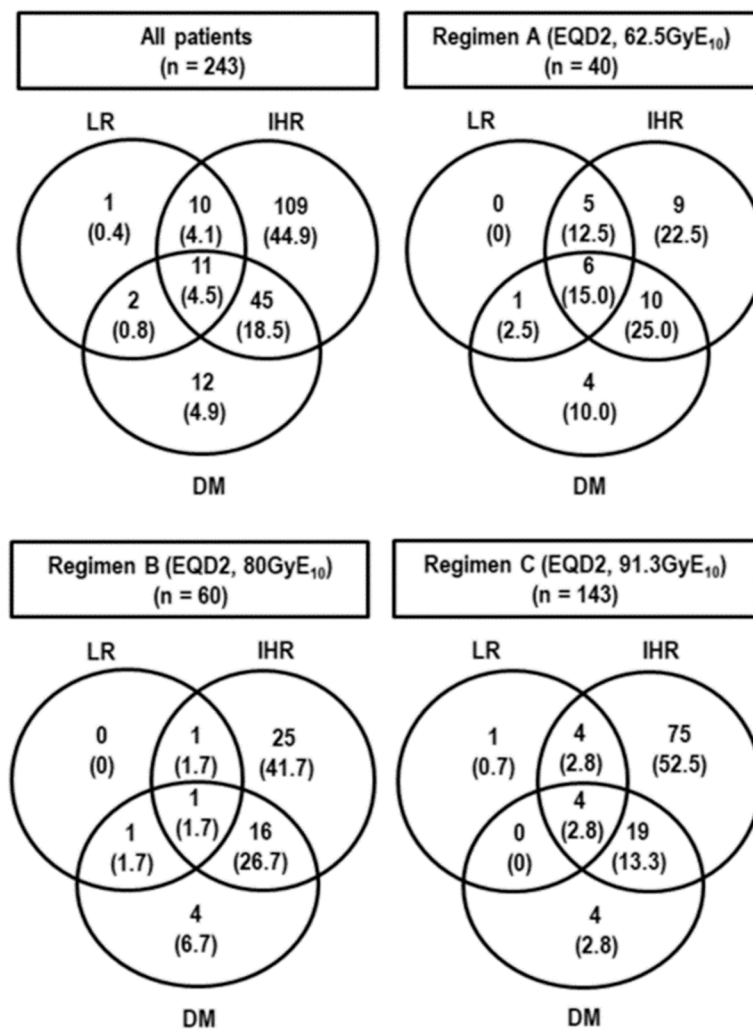 All patients
(n = 243)
LR
IHR
1
(0.4)
10
(4.1)
109
(44.9)
11
(4.5)
2
(0.8)
45
(18.5)
12
(4.9)
DM
Regimen A (EQD2, 62.5GyE₁₀)
(n = 40)
LR
IHR
0
(0)
5
(12.5)
9
(22.5)
6
(15.0)
1
(2.5)
10
(25.0)
4
(10.0)
DM
Regimen B (EQD2, 80GyE₁₀)
(n = 60)
LR
IHR
0
(0)
1
(1.7)
25
(41.7)
1
(1.7)
1
(1.7)
16
(26.7)
4
(6.7)
DM
Regimen C (EQD2, 91.3GyE₁₀)
(n = 143)
LR
IHR
1
(0.7)
4
(2.8)
75
(52.5)
4
(2.8)
0
(0)
19
(13.3)
4
(2.8)
DM